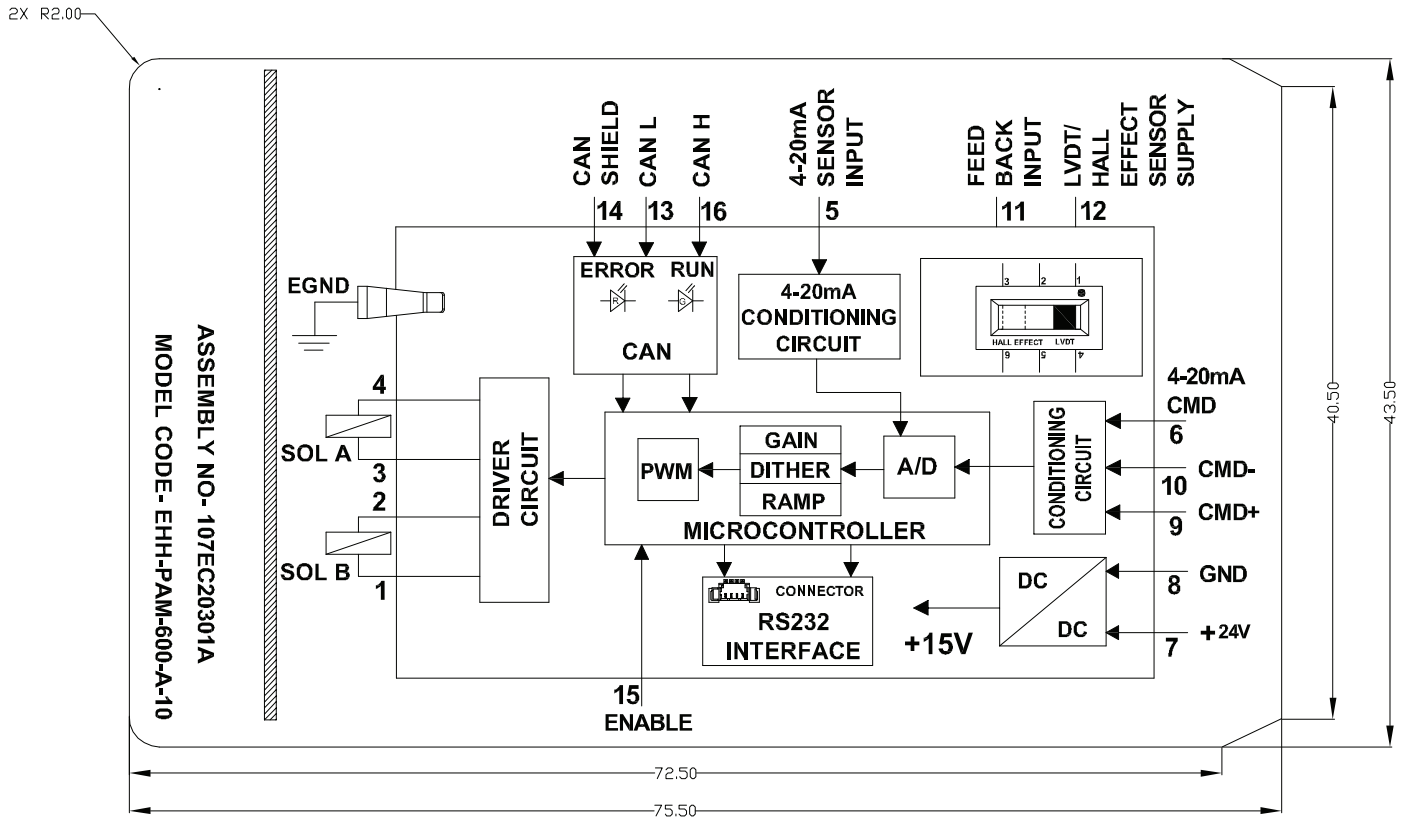 2X R2.00
ASSEMBLY NO- 107EC20301A
MODEL CODE- EHH-PAM-600-A-10
CAN
SHIELD
CAN L
CAN H
4-20mA
SENSOR
INPUT
FEED
BACK
INPUT
LVDT/
HALL
EFFECT
SENSOR
SUPPLY
14
13
16
5
11
12
EGND
ERROR RUN
R
G
CAN
4-20mA
CONDITIONING
CIRCUIT
3 2 1
HALL EFFECT LVDT
6 5 4
4
SOL A
3
2
SOL B
1
DRIVER
CIRCUIT
PWM
GAIN
DITHER
RAMP
A/D
MICROCONTROLLER
CONDITIONING
CIRCUIT
4-20mA
CMD
6
CMD-
10
CMD+
9
CONNECTOR
RS232
INTERFACE
DC
DC
+15V
GND
8
+24V
7
15
ENABLE
40.50
43.50
72.50
75.50